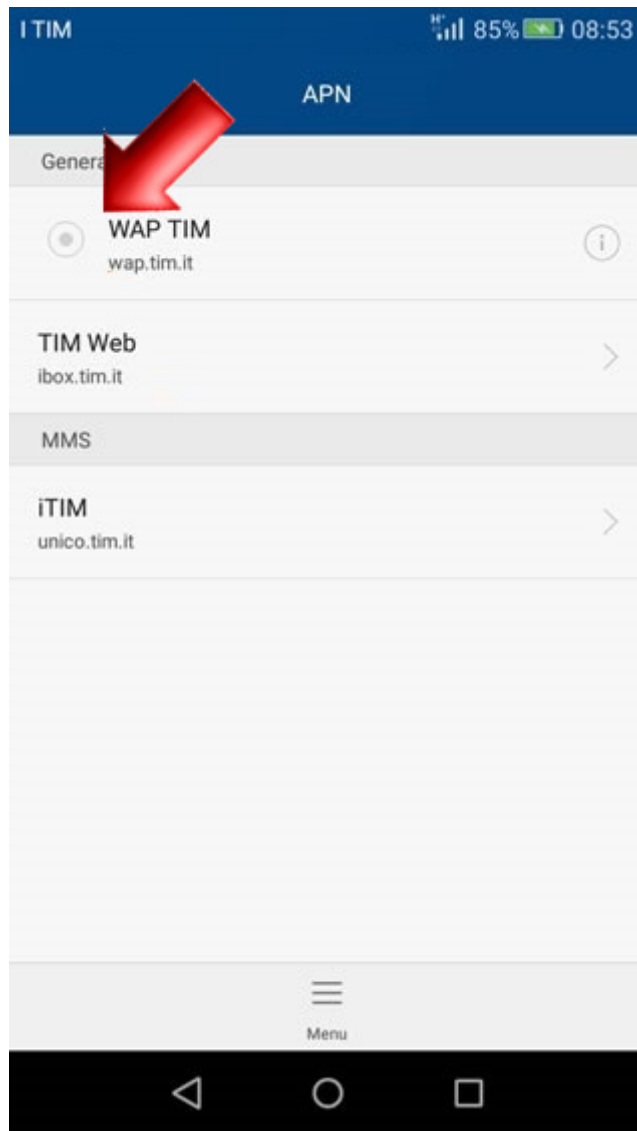 I TIM 85% 08:53
APN
WAP TIM
wap.tim.it
TIM Web
ibox.tim.it
MMS
iTIM
unico.tim.it
Menu